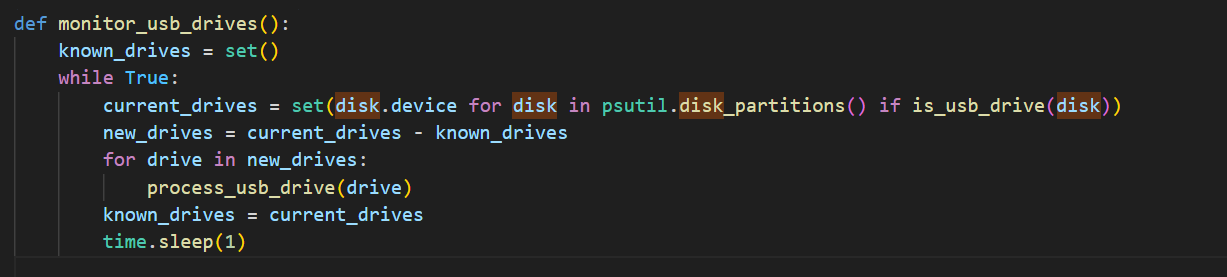 def monitor_usb_drives():
    known_drives = set()
    while True:
        current_drives = set(disk.device for disk in psutil.disk_partitions() if is_usb_drive(disk))
        new_drives = current_drives - known_drives
        for drive in new_drives:
            process_usb_drive(drive)
        known_drives = current_drives
        time.sleep(1)